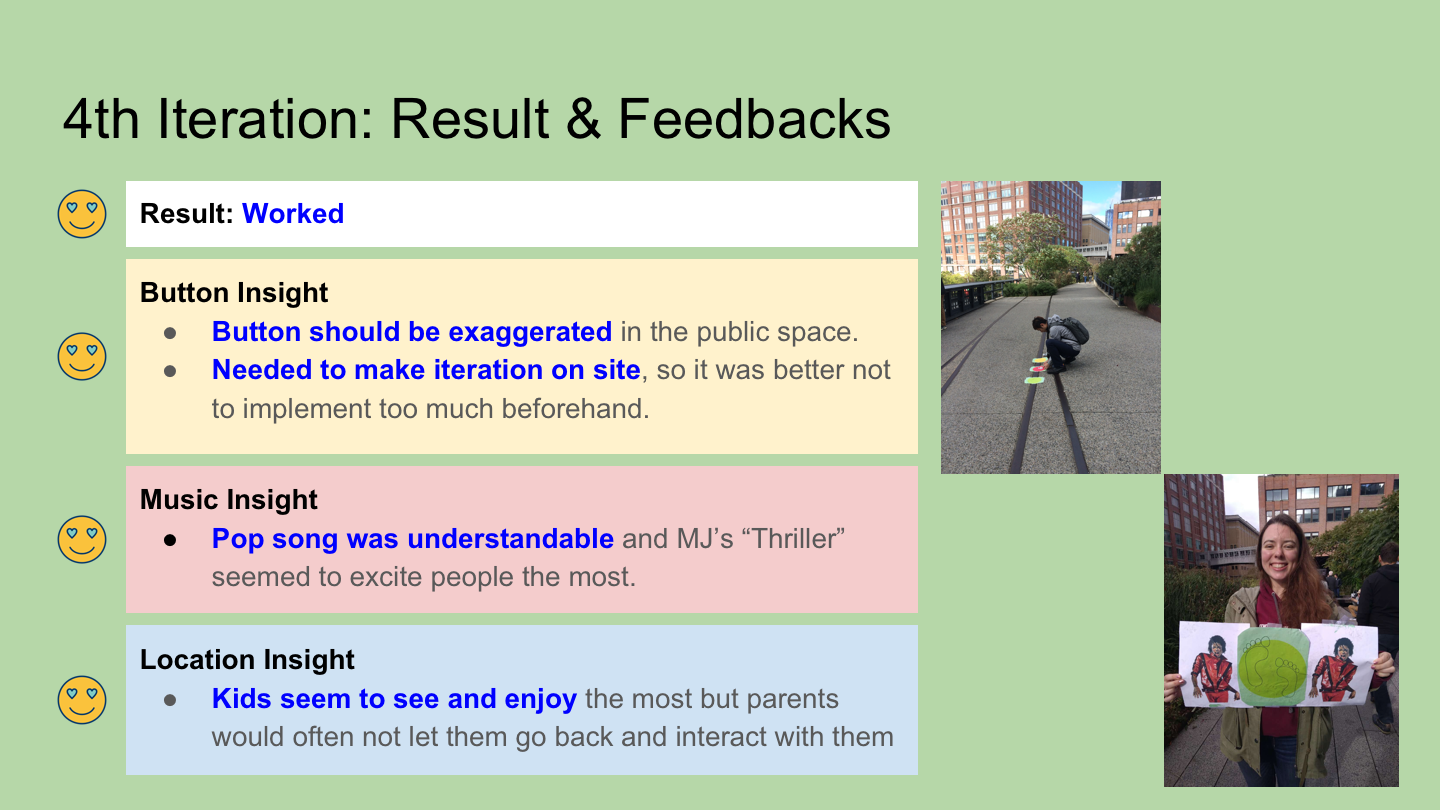 4th Iteration: Result & Feedbacks
Result: Worked
Button Insight
● Button should be exaggerated in the public space.
● Needed to make iteration on site, so it was better not
to implement too much beforehand.
Music Insight
● Pop song was understandable and MJ’s “Thriller”
seemed to excite people the most.
Location Insight
● Kids seem to see and enjoy the most but parents
would often not let them go back and interact with them